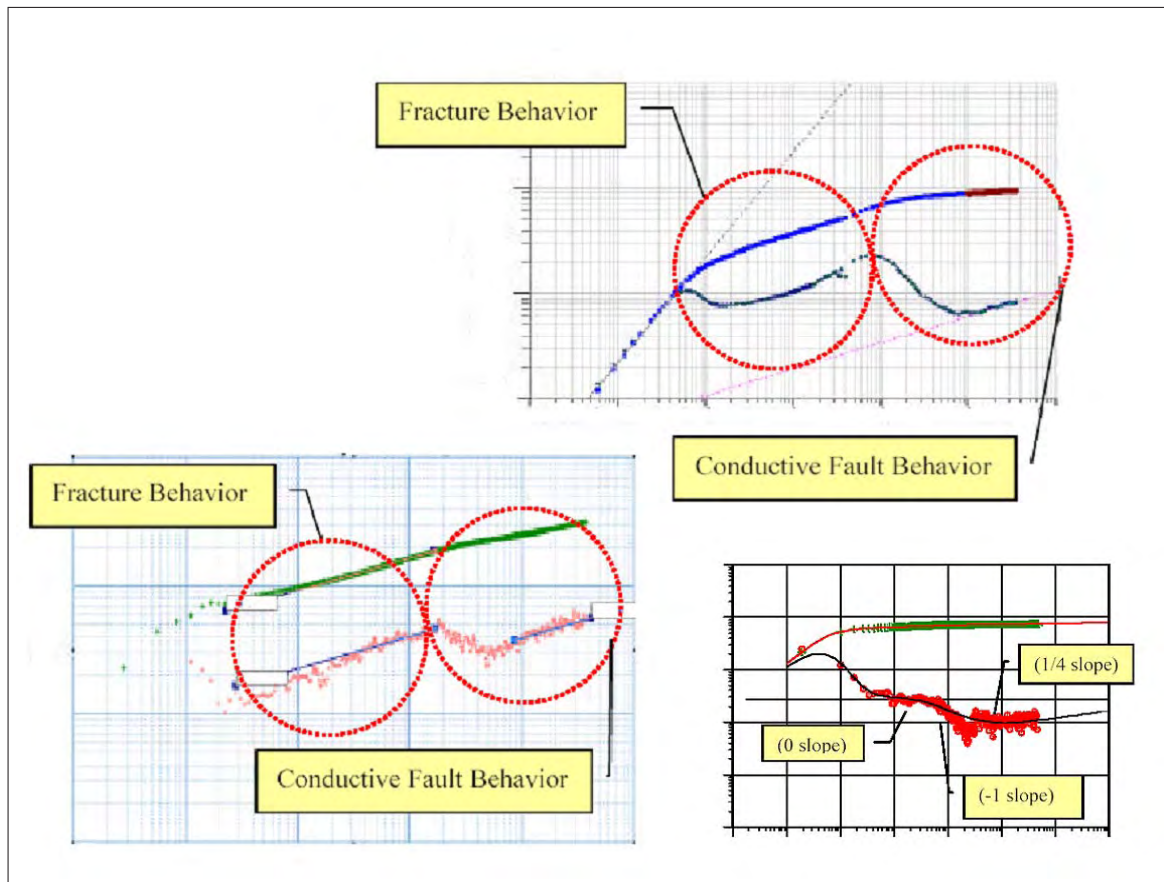 Fracture Behavior
Conductive Fault Behavior
Fracture Behavior
Conductive Fault Behavior
(1/4 slope)
(0 slope)
(-1 slope)